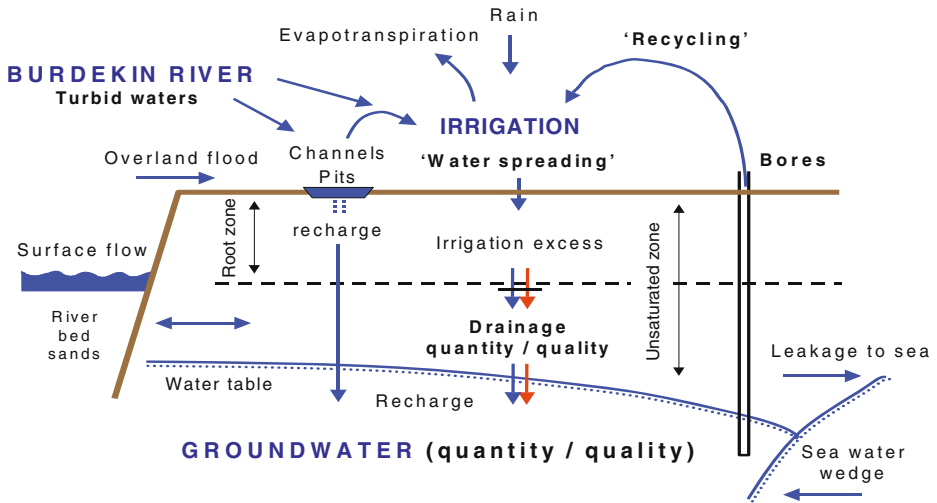 Rain
Evapotranspiration
‘Recycling’
BURDEKIN RIVER
Turbid waters
IRRIGATION
Channels
Pits
‘Water spreading’
Bores
Overland flood
Root zone
recharge
Irrigation excess
Unsaturated zone
Surface flow
River
bed
sands
Drainage
quantity / quality
Leakage to sea
Water table
Recharge
GROUNDWATER (quantity / quality)
Sea water
wedge